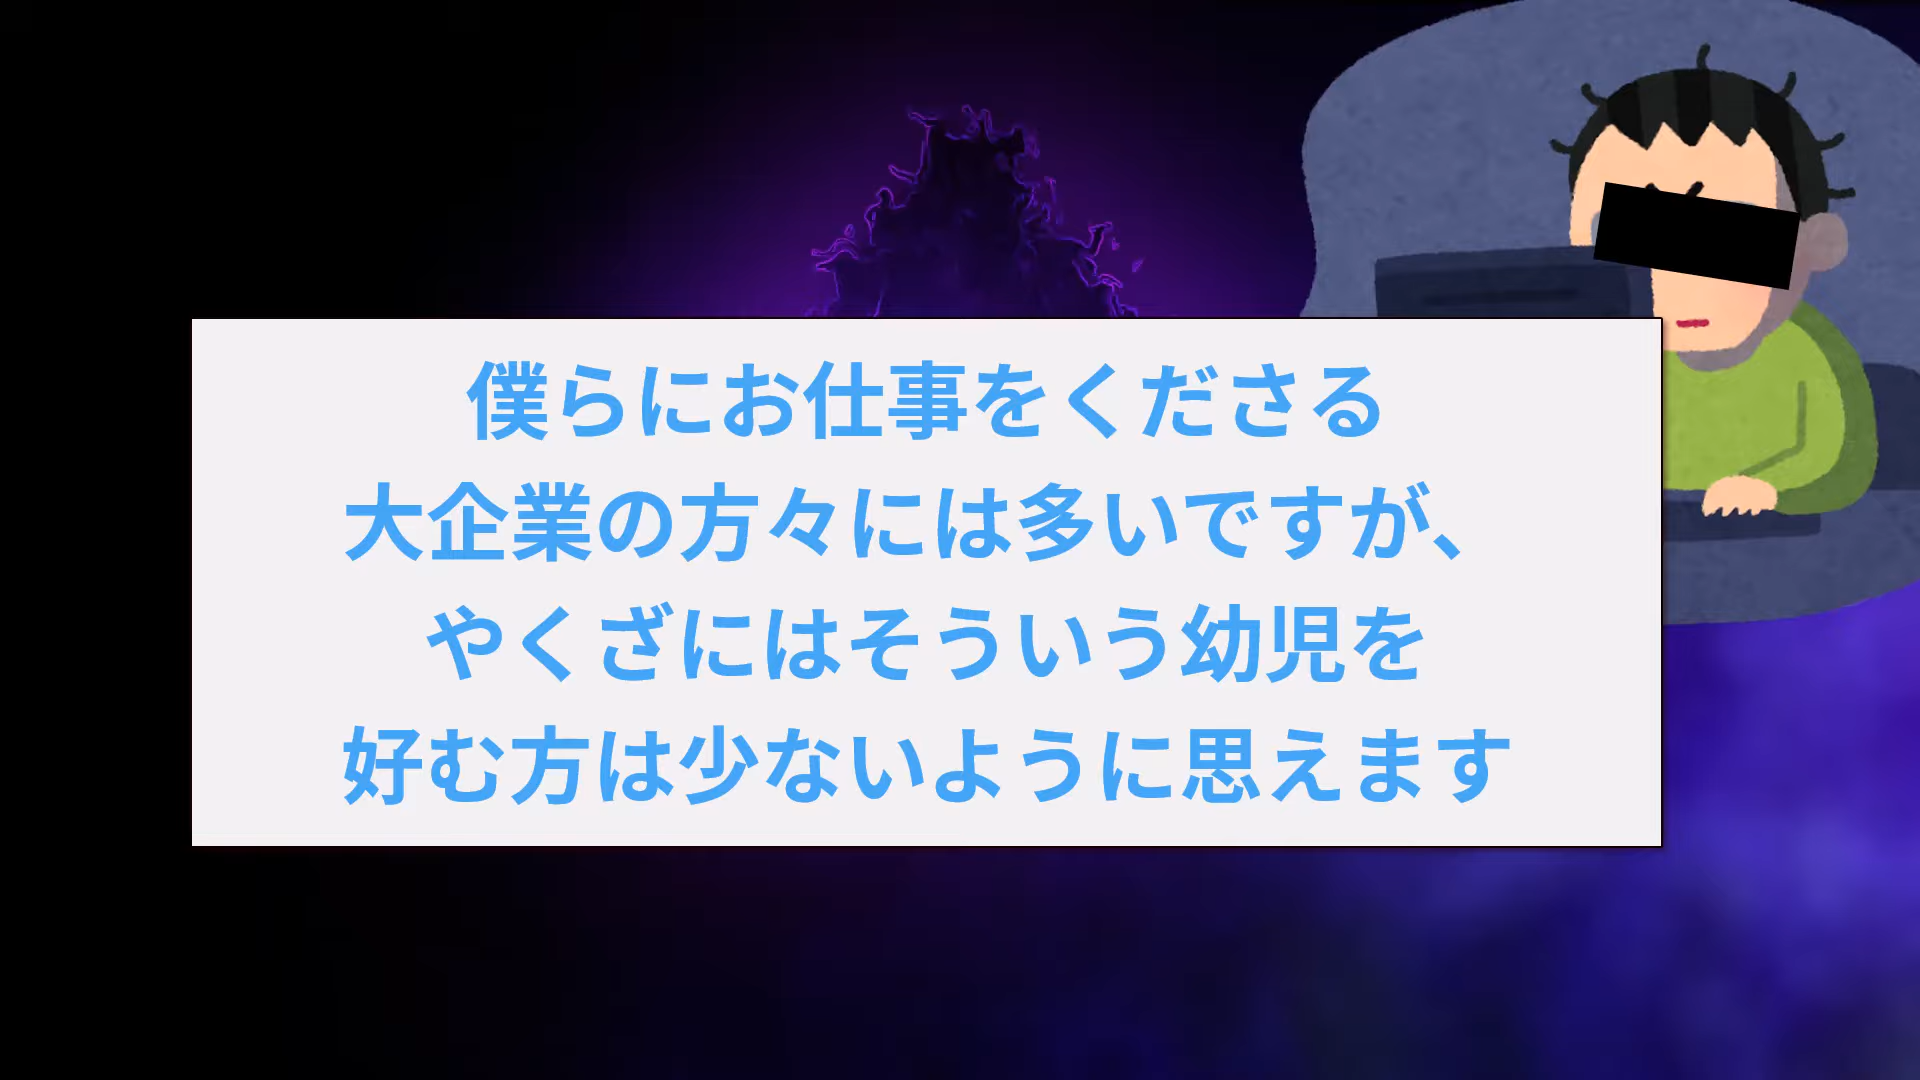 僕らにお仕事をくださる
大企業の方々には多いですが、
やくざにはそういう幼児を
好む方は少ないように思えます